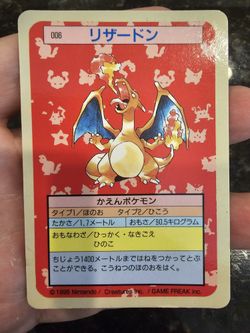 006
リザードン
かえんポケモン
タイプ1/ほのお タイプ2/ひこう
たかさ/1.7メートル おもさ/90.5キログラム
おもなわざ/ひっかく・なきごえ
ひのこ
ちじょう1400メートルまではねをつかってと
ぶことができる。こうねつのほのおをはく。
©1995 Nintendo/ Creatures inc. / GAME FREAK inc.